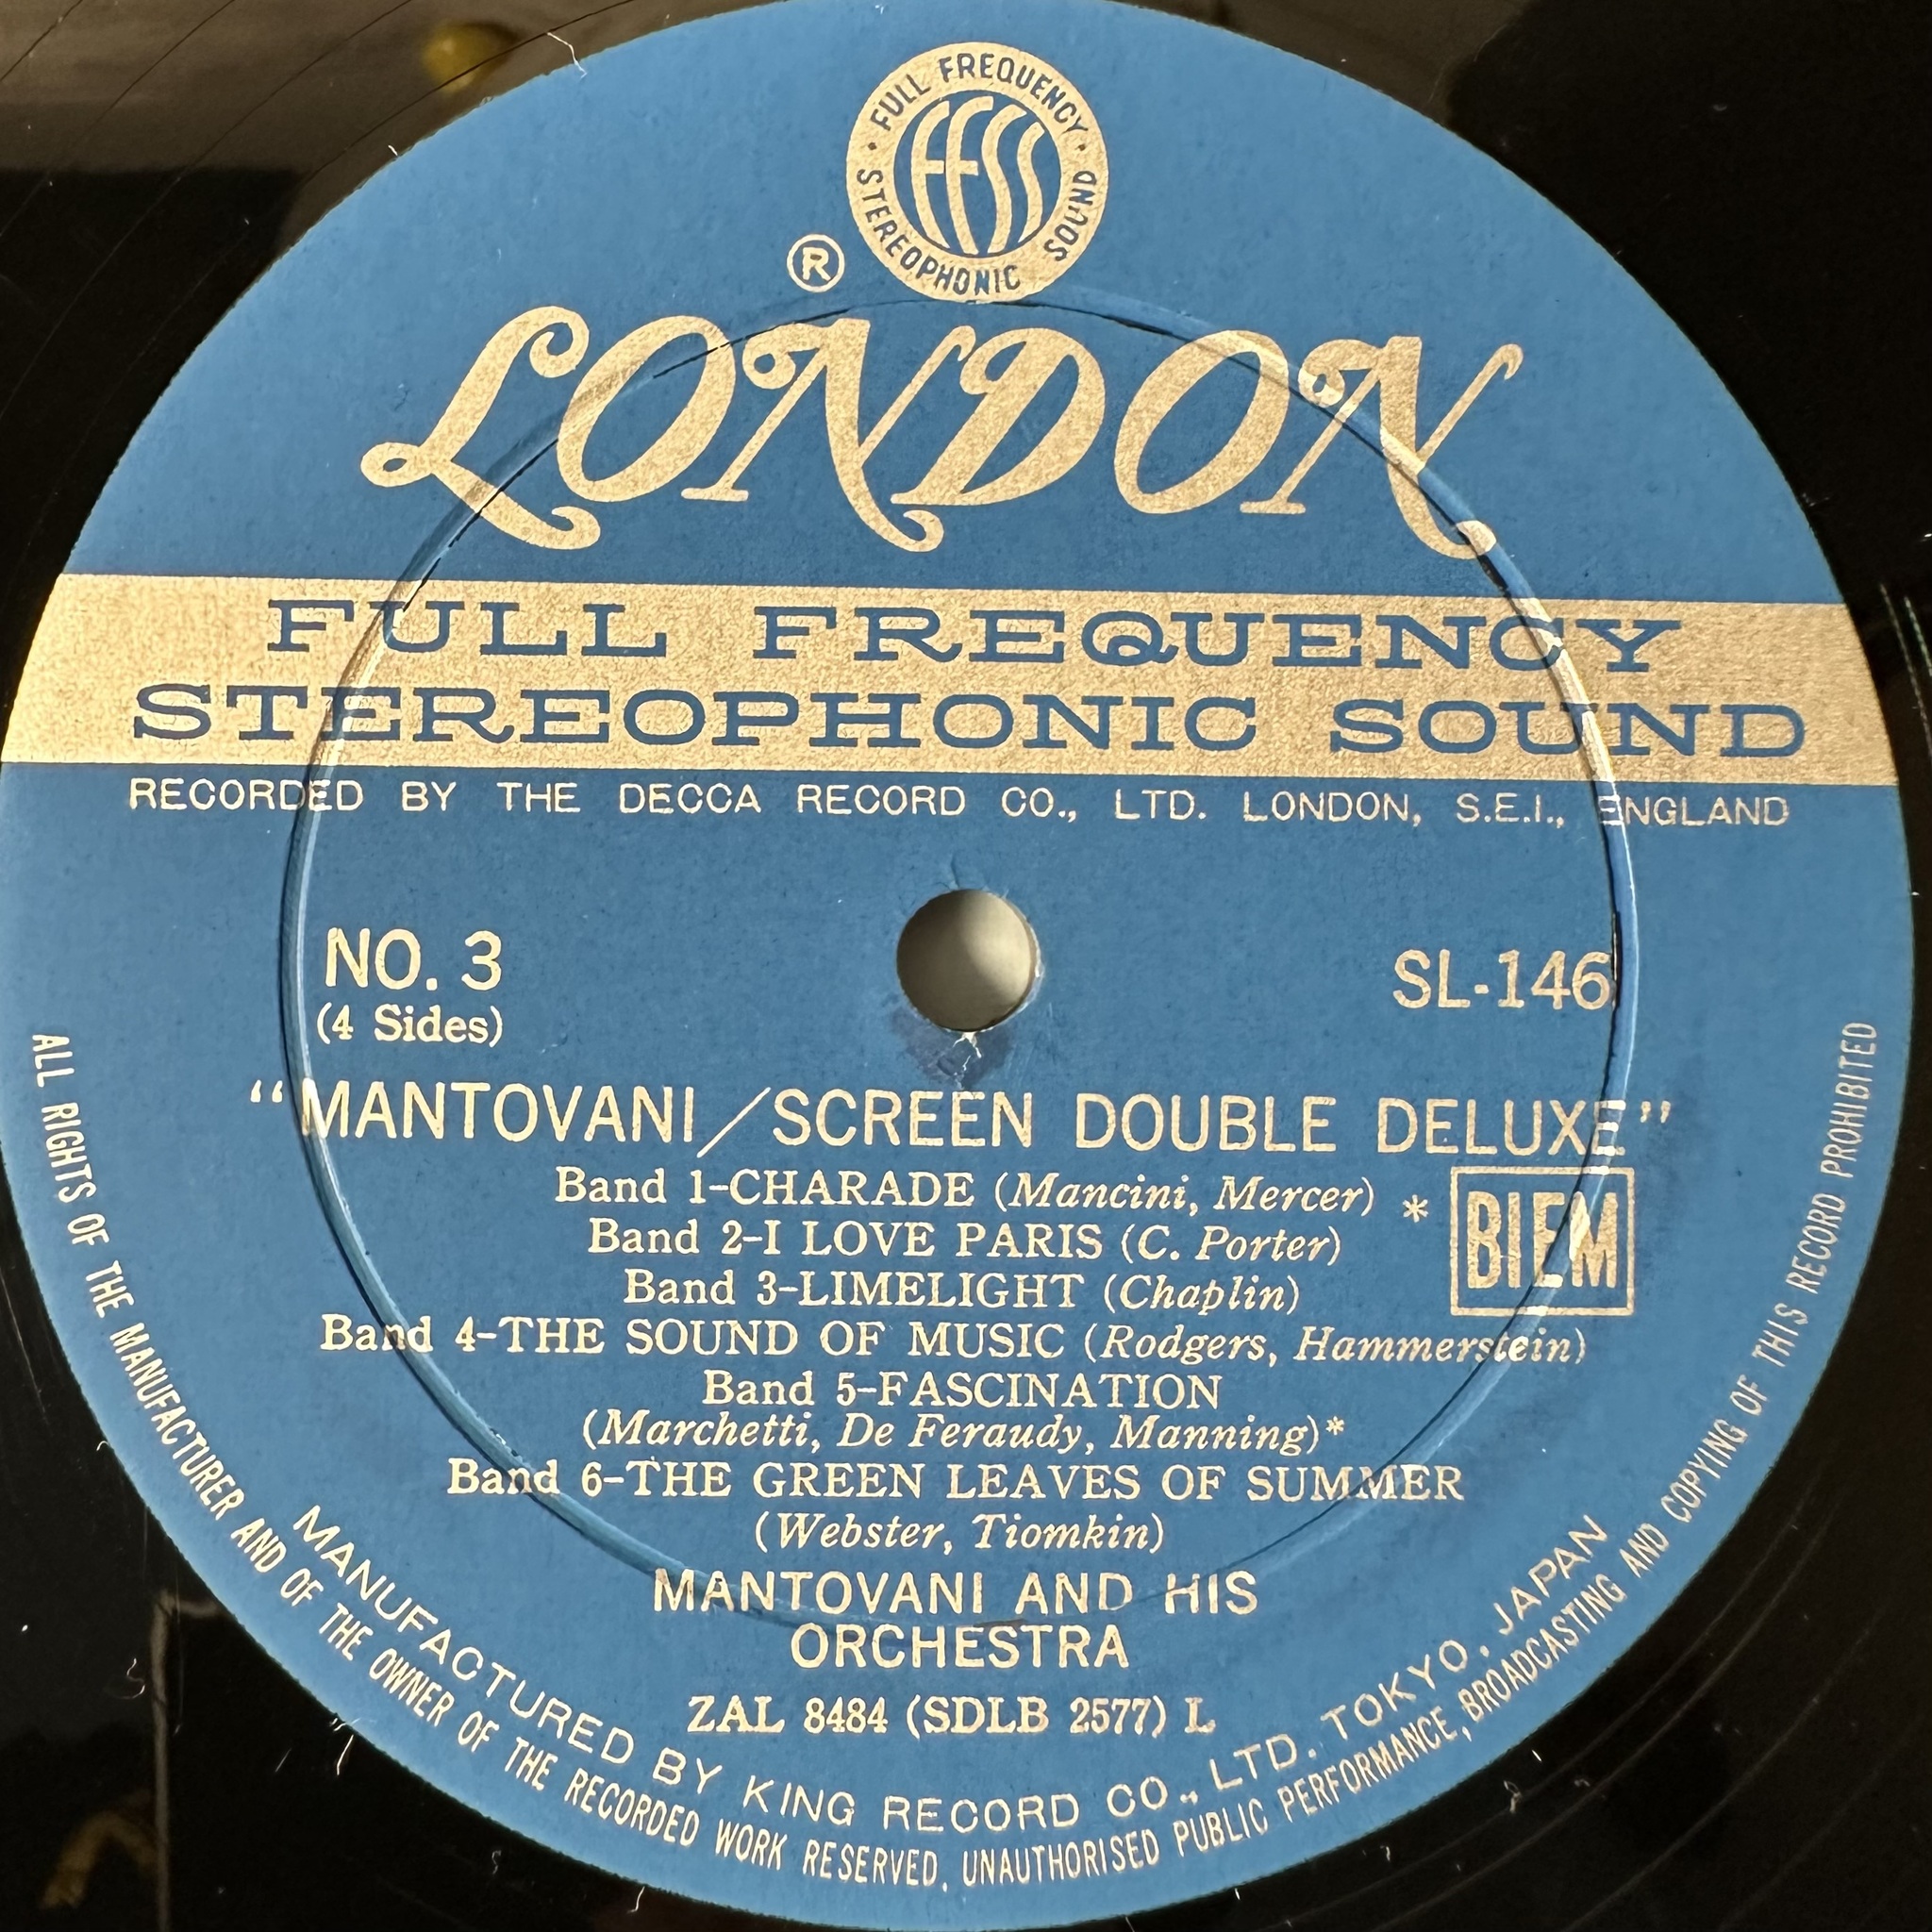 · FULL FREQUENCY ·
STEREOPHONIC SOUND
FFSS
®
LONDON
FULL FREQUENCY
STEREOPHONIC SOUND
RECORDED BY THE DECCA RECORD CO., LTD. LONDON, S.E.I., ENGLAND
NO. 3
(4 Sides)
SL-146
“MANTOVANI/SCREEN DOUBLE DELUXE”
Band 1-CHARADE (Mancini, Mercer) *
BIEM
Band 2-I LOVE PARIS (C. Porter)
Band 3-LIMELIGHT (Chaplin)
Band 4-THE SOUND OF MUSIC (Rodgers, Hammerstein)
Band 5-FASCINATION
(Marchetti, De Feraudy, Manning)*
Band 6-THE GREEN LEAVES OF SUMMER
(Webster, Tiomkin)
MANTOVANI AND HIS
ORCHESTRA
ZAL 8484 (SDLB 2577) L
MANUFACTURED BY KING RECORD CO., LTD. TOKYO, JAPAN
ALL RIGHTS OF THE MANUFACTURER AND OF THE OWNER OF THE RECORDED WORK RESERVED, UNAUTHORISED PUBLIC PERFORMANCE, BROADCASTING AND COPYING OF THIS RECORD PROHIBITED